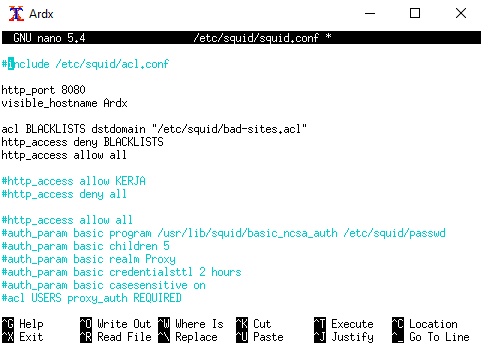 Ardx
GNU nano 5.4 /etc/squid/squid.conf *
#include /etc/squid/acl.conf
http_port 8080
visible_hostname Ardx
acl BLACKLISTS dstdomain "/etc/squid/bad-sites.acl"
http_access deny BLACKLISTS
http_access allow all
#http_access allow KERJA
#http_access deny all
#http_access allow all
#auth_param basic program /usr/lib/squid/basic_ncsa_auth /etc/squid/passwd
#auth_param basic children 5
#auth_param basic realm Proxy
#auth_param basic credentialsttl 2 hours
#auth_param basic casesensitive on
#acl USERS proxy_auth REQUIRED
^G Help ^O Write Out ^W Where Is ^K Cut ^T Execute ^C Location
^X Exit ^R Read File ^\ Replace ^U Paste ^J Justify ^_ Go To Line